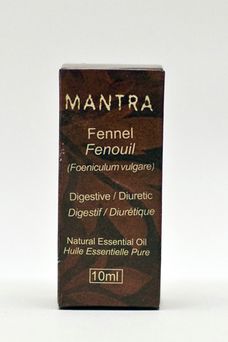 MANTRA
Fennel
Fenouil
(Foeniculum vulgare)
Digestive / Diuretic
Digestif / Diurétique
Natural Essential Oil
Huile Essentielle Pure
10ml